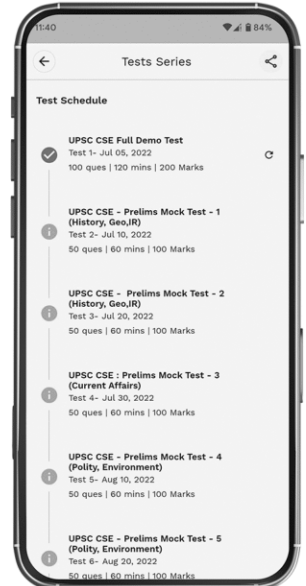 11:40
84%
Tests Series
Test Schedule
UPSC CSE Full Demo Test
Test 1- Jul 05, 2022
100 ques | 120 mins | 200 Marks
UPSC CSE - Prelims Mock Test - 1
(History, Geo,IR)
Test 2- Jul 10, 2022
50 ques | 60 mins | 100 Marks
UPSC CSE - Prelims Mock Test - 2
(History, Geo,IR)
Test 3- Jul 20, 2022
50 ques | 60 mins | 100 Marks
UPSC CSE : Prelims Mock Test - 3
(Current Affairs)
Test 4- Jul 30, 2022
50 ques | 60 mins | 100 Marks
UPSC CSE - Prelims Mock Test - 4
(Polity, Environment)
Test 5- Aug 10, 2022
50 ques | 60 mins | 100 Marks
UPSC CSE - Prelims Mock Test - 5
(Polity, Environment)
Test 6- Aug 20, 2022
50 ques | 60 mins | 100 Marks